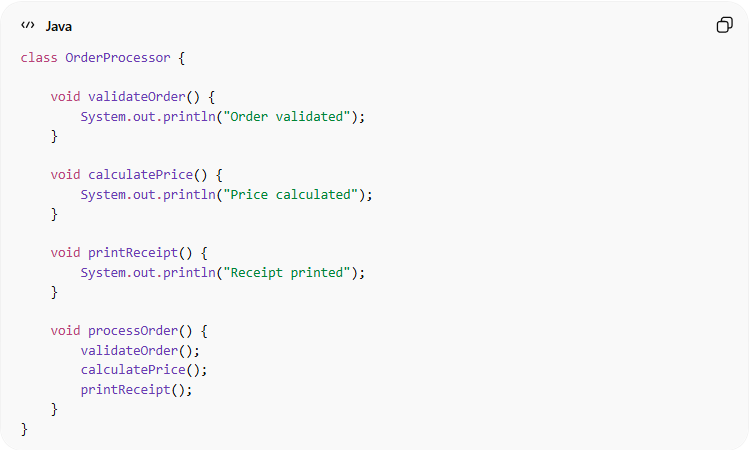 Java
class OrderProcessor {
    void validateOrder() {
        System.out.println("Order validated");
    }
    void calculatePrice() {
        System.out.println("Price calculated");
    }
    void printReceipt() {
        System.out.println("Receipt printed");
    }
    void processOrder() {
        validateOrder();
        calculatePrice();
        printReceipt();
    }
}